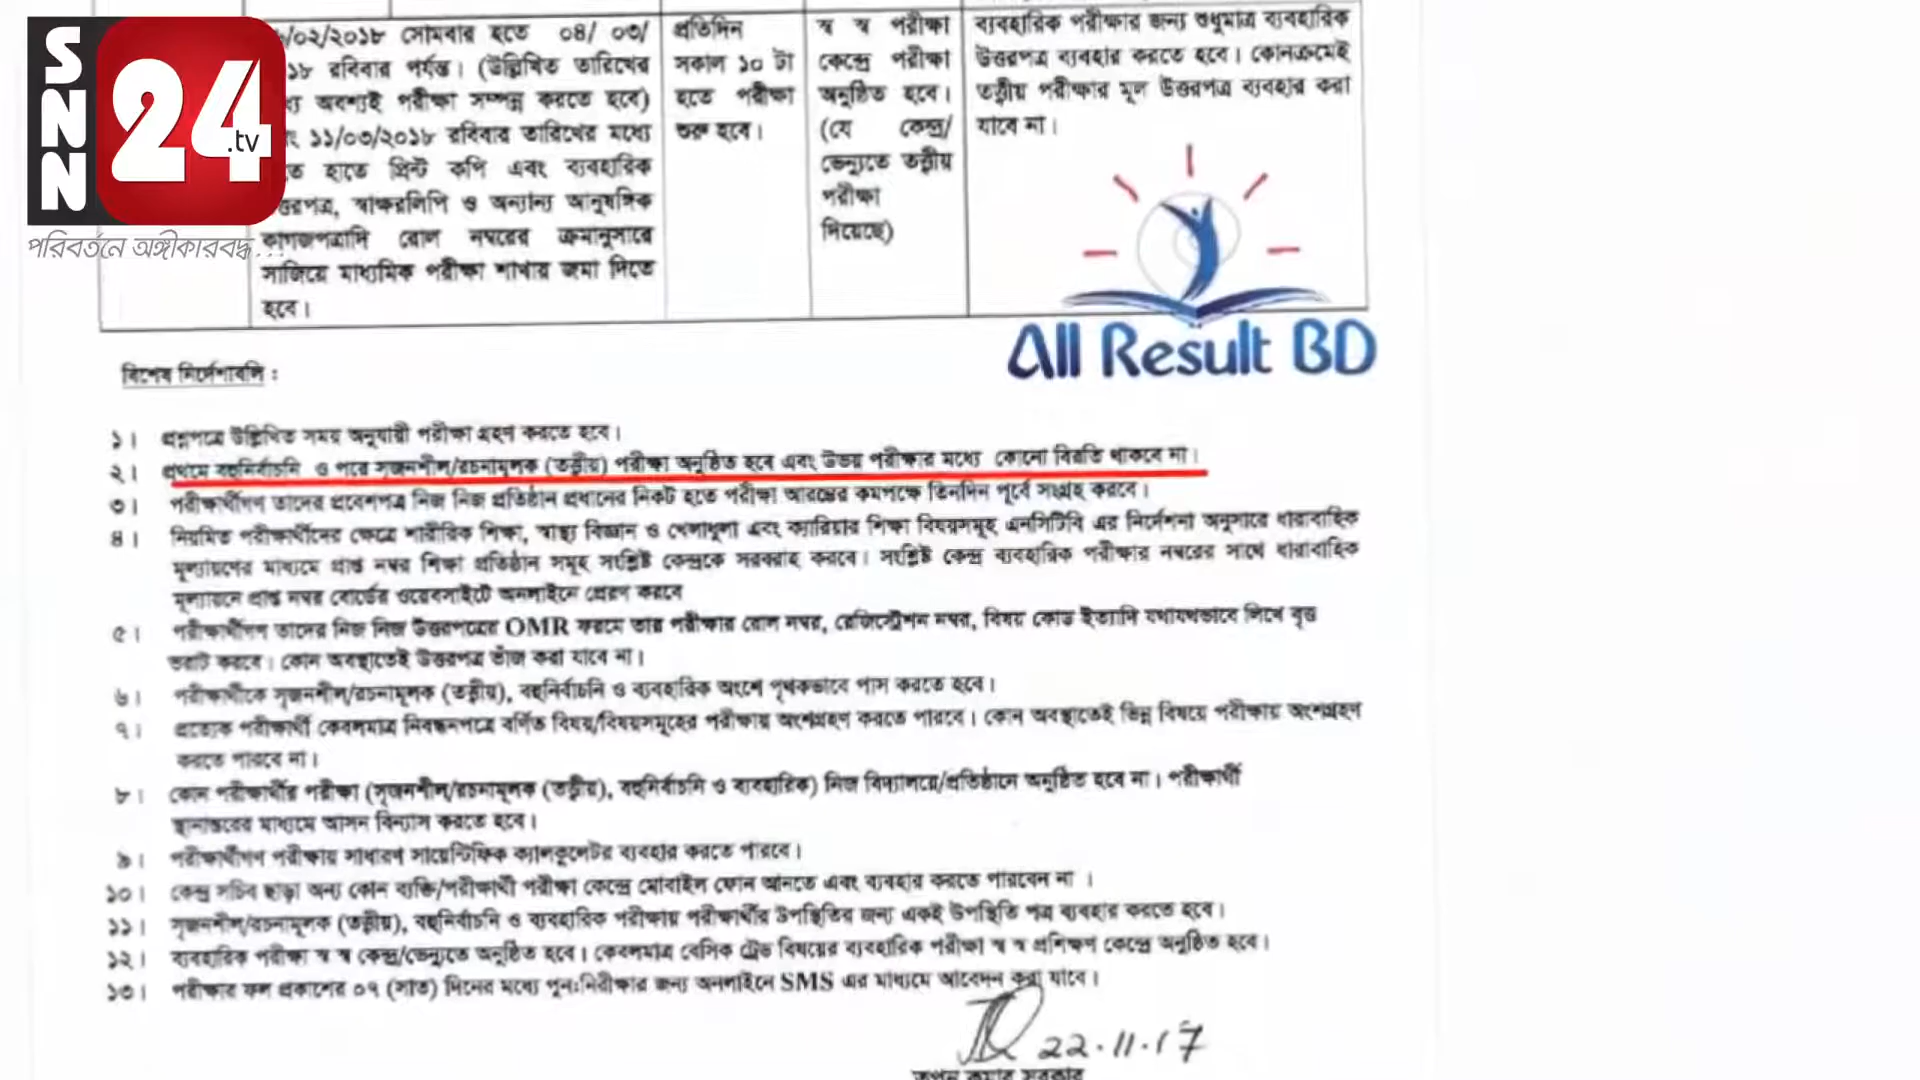 SNN
24
.tv
পরিবর্তনে অঙ্গীকারবদ্ধ...
/০২/২০১৮ সোমবার হতে ০৪/ ০৩/
১৮ রবিবার পর্যন্ত। (উল্লিখিত তারিখের
অবশ্যই পরীক্ষা সম্পন্ন করতে হবে)
১১/০৩/২০১৮ রবিবার তারিখের মধ্যে
হাতে প্রিন্ট কপি এবং ব্যবহারিক
উত্তরপত্র, স্বাক্ষরলিপি ও অন্যান্য আনুষঙ্গিক
কাগজপত্রাদি রোল নম্বরের ক্রমানুসারে
সাজিয়ে মাধ্যমিক পরীক্ষা শাখায় জমা দিতে
হবে।
প্রতিদিন
সকাল ১০ টা
হতে পরীক্ষা
শুরু হবে।
স্ব স্ব পরীক্ষা
কেন্দ্রে পরীক্ষা
অনুষ্ঠিত হবে।
(যে কেন্দ্র/
ভেন্যুতে তত্ত্বীয়
পরীক্ষা
দিয়েছে)
ব্যবহারিক পরীক্ষার জন্য শুধুমাত্র ব্যবহারিক
উত্তরপত্র ব্যবহার করতে হবে। কোনক্রমেই
তত্ত্বীয় পরীক্ষার মূল উত্তরপত্র ব্যবহার করা
যাবে না।
All Result BD
বিশেষ নির্দেশাবলি :
১। প্রশ্নপত্রে উল্লিখিত সময় অনুযায়ী পরীক্ষা গ্রহণ করতে হবে।
২। প্রথমে বহুনির্বাচনি ও পরে সৃজনশীল/রচনামূলক (তত্ত্বীয়) পরীক্ষা অনুষ্ঠিত হবে এবং উভয় পরীক্ষার মধ্যে কোনো বিরতি থাকবে না।
৩। পরীক্ষার্থীগণ তাদের প্রবেশপত্র নিজ নিজ প্রতিষ্ঠান প্রধানের নিকট হতে পরীক্ষা আরম্ভের কমপক্ষে তিনদিন পূর্বে সংগ্রহ করবে।
৪। নিয়মিত পরীক্ষার্থীদের ক্ষেত্রে শারীরিক শিক্ষা, স্বাস্থ্য বিজ্ঞান ও খেলাধুলা এবং ক্যারিয়ার শিক্ষা বিষয়সমূহ এনসিটিবি এর নির্দেশনা অনুসারে ধারাবাহিক
মূল্যায়ণের মাধ্যমে প্রাপ্ত নম্বর শিক্ষা প্রতিষ্ঠান সমূহ সংশ্লিষ্ট কেন্দ্রকে সরবরাহ করবে। সংশ্লিষ্ট কেন্দ্র ব্যবহারিক পরীক্ষার নম্বরের সাথে ধারাবাহিক
মূল্যায়নে প্রাপ্ত নম্বর বোর্ডের ওয়েবসাইটে অনলাইনে প্রেরণ করবে
৫। পরীক্ষার্থীগণ তাদের নিজ নিজ উত্তরপত্রের OMR ফরমে তার পরীক্ষার রোল নম্বর, রেজিস্ট্রেশন নম্বর, বিষয় কোড ইত্যাদি যথাযথভাবে লিখে বৃত্ত
ভরাট করবে। কোন অবস্থাতেই উত্তরপত্র ভাঁজ করা যাবে না।
৬। পরীক্ষার্থীকে সৃজনশীল/রচনামূলক (তত্ত্বীয়), বহুনির্বাচনি ও ব্যবহারিক অংশে পৃথকভাবে পাস করতে হবে।
৭। প্রত্যেক পরীক্ষার্থী কেবলমাত্র নিবন্ধনপত্রে বর্ণিত বিষয়/বিষয়সমূহের পরীক্ষায় অংশগ্রহণ করতে পারবে। কোন অবস্থাতেই ভিন্ন বিষয়ে পরীক্ষায় অংশগ্রহণ
করতে পারবে না।
৮। কোন পরীক্ষার্থীর পরীক্ষা (সৃজনশীল/রচনামূলক (তত্ত্বীয়), বহুনির্বাচনি ও ব্যবহারিক) নিজ বিদ্যালয়ে/প্রতিষ্ঠানে অনুষ্ঠিত হবে না। পরীক্ষার্থী
স্থানান্তরের মাধ্যমে আসন বিন্যাস করতে হবে।
৯। পরীক্ষার্থীগণ পরীক্ষায় সাধারণ সায়েন্টিফিক ক্যালকুলেটর ব্যবহার করতে পারবে।
১০। কেন্দ্র সচিব ছাড়া অন্য কোন ব্যক্তি/পরীক্ষার্থী পরীক্ষা কেন্দ্রে মোবাইল ফোন আনতে এবং ব্যবহার করতে পারবেন না ।
১১। সৃজনশীল/রচনামূলক (তত্ত্বীয়), বহুনির্বাচনি ও ব্যবহারিক পরীক্ষায় পরীক্ষার্থীর উপস্থিতির জন্য একই উপস্থিতি পত্র ব্যবহার করতে হবে।
১২। ব্যবহারিক পরীক্ষা স্ব স্ব কেন্দ্র/ভেন্যুতে অনুষ্ঠিত হবে। কেবলমাত্র বেসিক ট্রেড বিষয়ের ব্যবহারিক পরীক্ষা স্ব স্ব প্রশিক্ষণ কেন্দ্রে অনুষ্ঠিত হবে।
১৩। পরীক্ষার ফল প্রকাশের ০৭ (সাত) দিনের মধ্যে পুনঃনিরীক্ষার জন্য অনলাইনে SMS এর মাধ্যমে আবেদন করা যাবে।
22.11.17
তপন কুমার সরকার